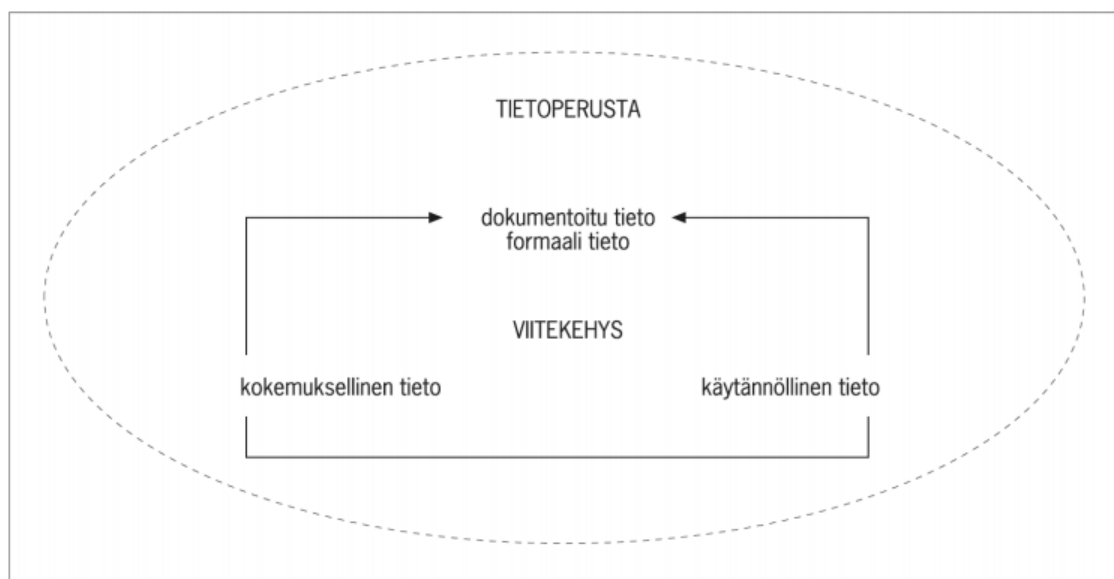 TIETOPERUSTA
dokumentoitu tieto
formaali tieto
VIITEKEHYS
kokemuksellinen tieto
käytännöllinen tieto